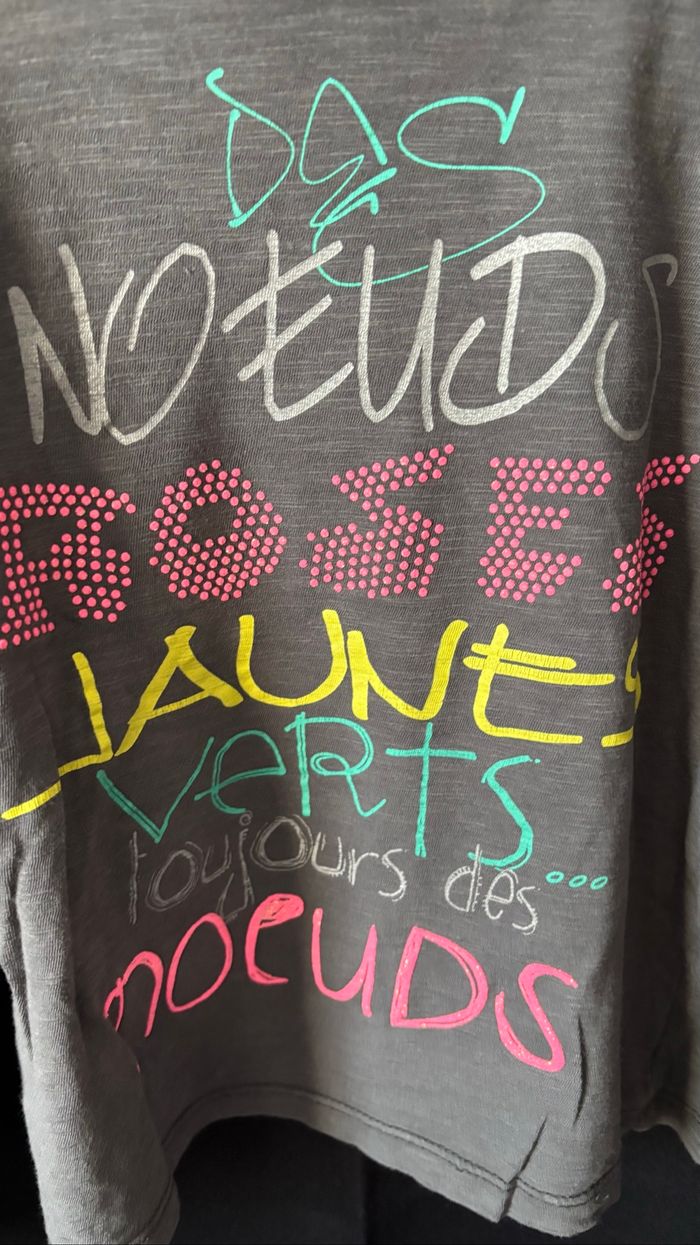 DES
NOEUDS
ROSES
JAUNES
VERTS...
toujours des
noeuDS